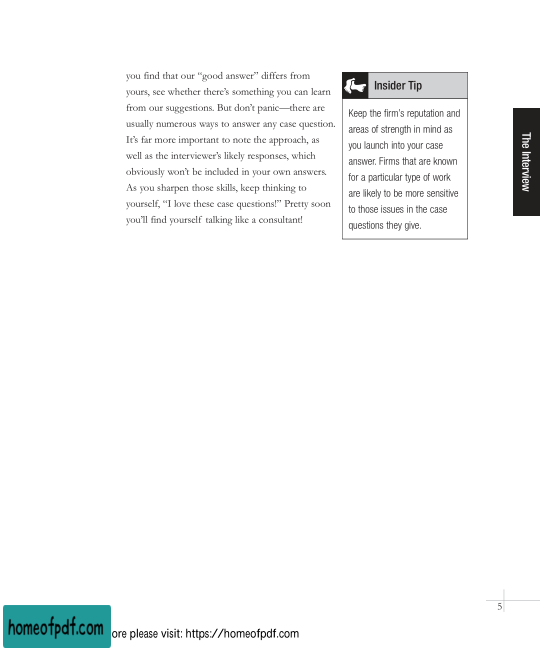 you find that our “good answer” differs from
yours, see whether there’s something you can learn
from our suggestions. But don’t panic—there are
usually numerous ways to answer any case question.
It’s far more important to note the approach, as
well as the interviewer’s likely responses, which
obviously won’t be included in your own answers.
As you sharpen those skills, keep thinking to
yourself, “I love these case questions!” Pretty soon
you’ll find yourself talking like a consultant!
Insider Tip
Keep the firm’s reputation and
areas of strength in mind as
you launch into your case
answer. Firms that are known
for a particular type of work
are likely to be more sensitive
to those issues in the case
questions they give.
The Interview
5
homeofpdf.com
ore please visit: https://homeofpdf.com